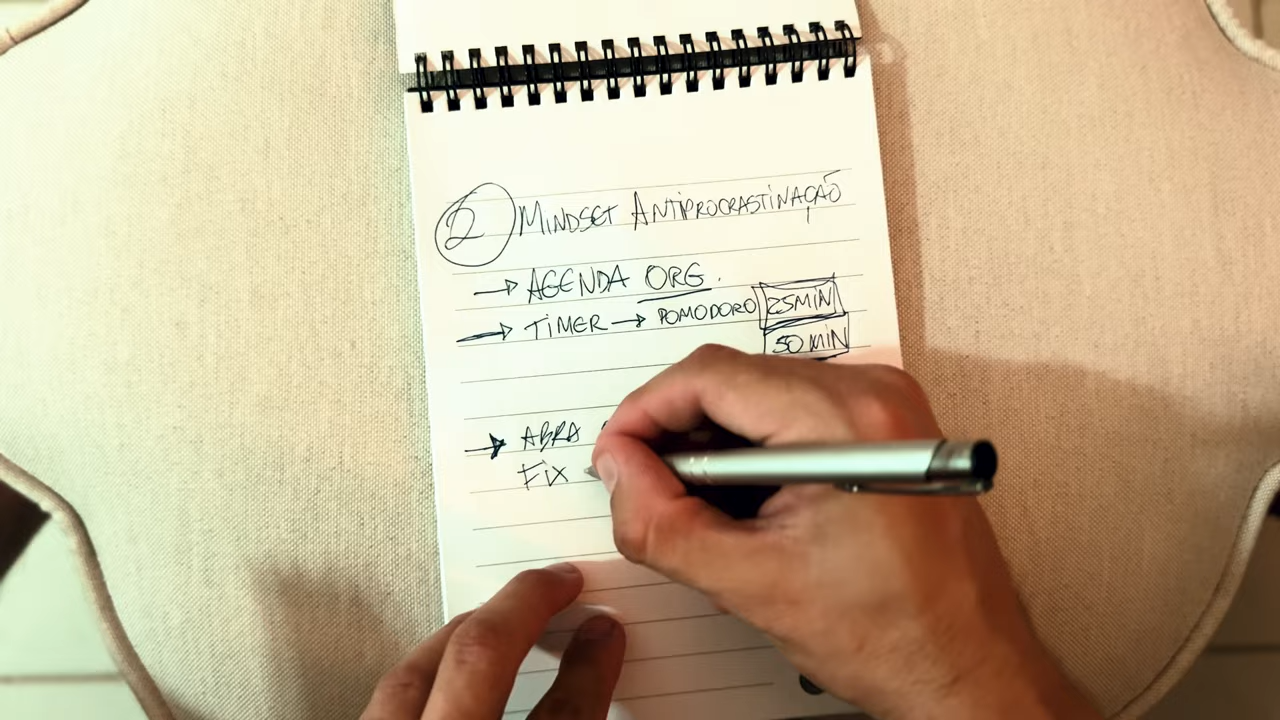 2 MINDSET ANTIPROCRASTINAÇÃO
→ AGENDA ORG.
→ TIMER → POMODORO 25MIN
50 MIN
→ ABRA
FIX